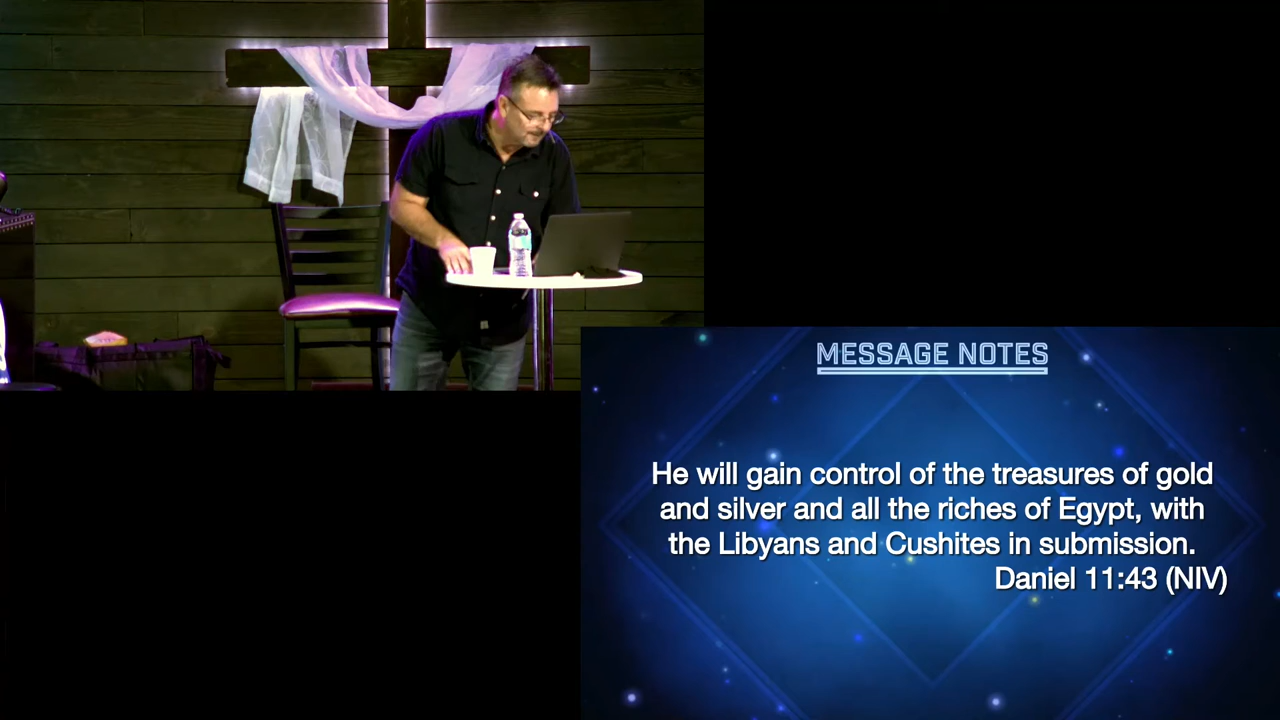 MESSAGE NOTES
He will gain control of the treasures of gold
and silver and all the riches of Egypt, with
the Libyans and Cushites in submission.
Daniel 11:43 (NIV)